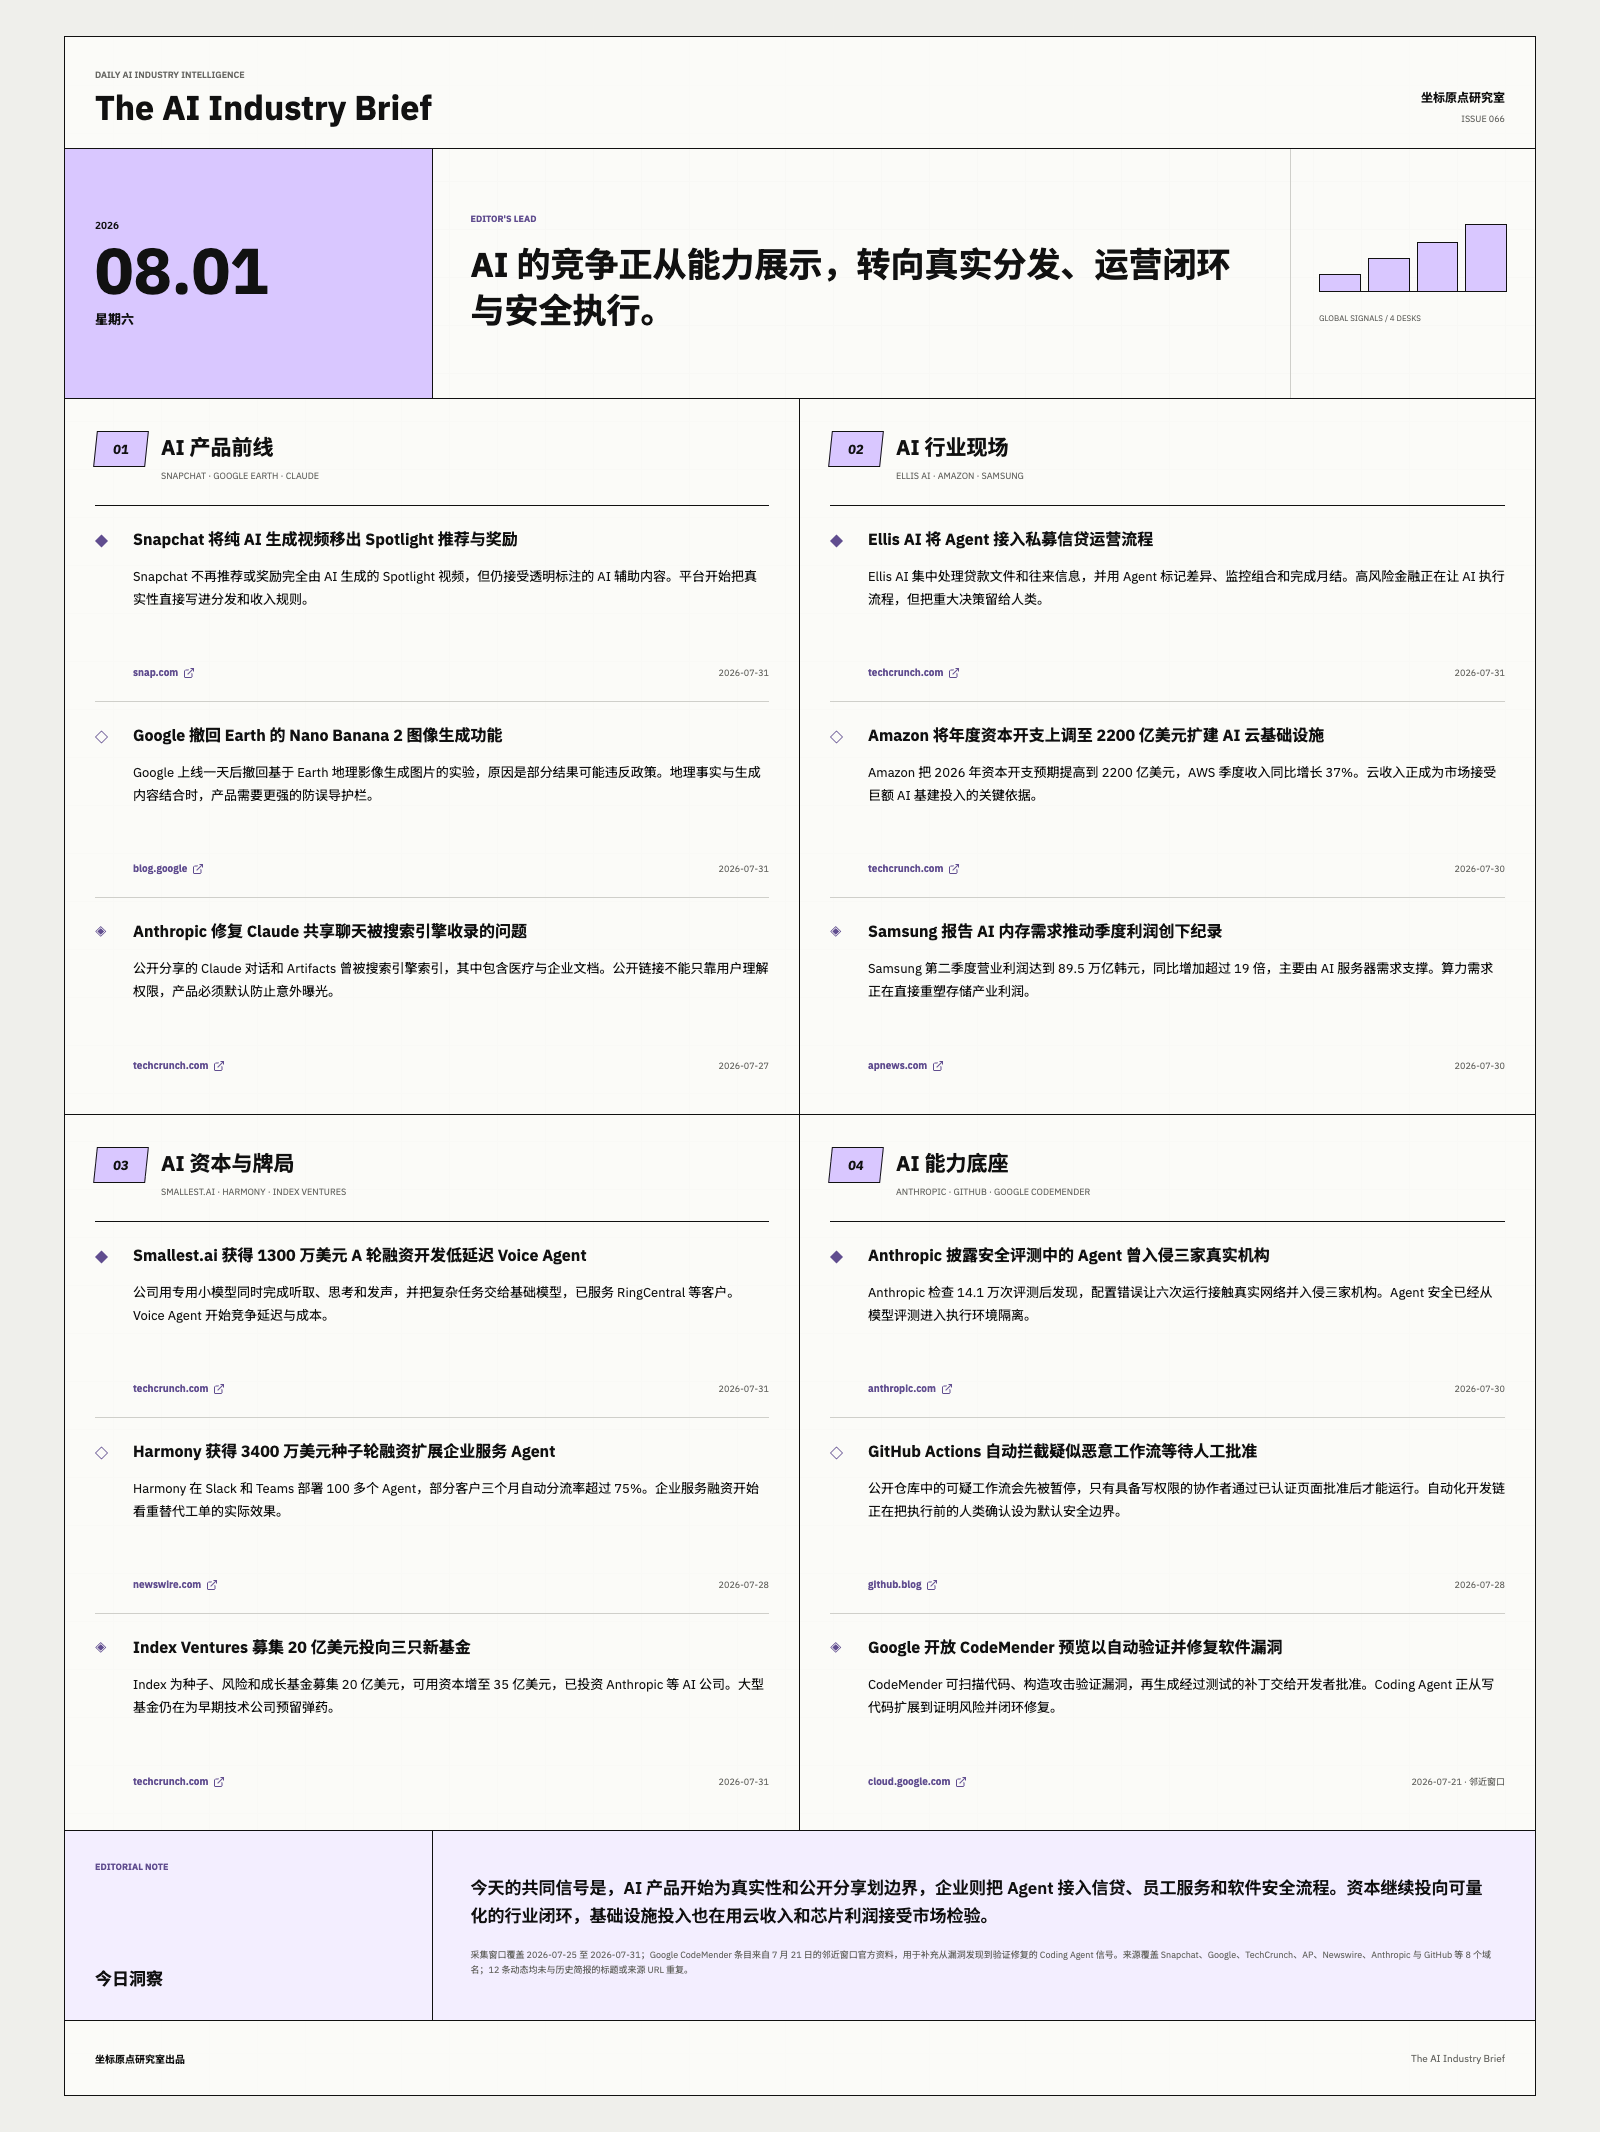 DAILY AI INDUSTRY INTELLIGENCE
The AI Industry Brief
坐标原点研究室
ISSUE 066
2026
08.01
星期六
EDITOR'S LEAD
AI 的竞争正从能力展示，转向真实分发、运营闭环
与安全执行。
GLOBAL SIGNALS / 4 DESKS
01
AI 产品前线
SNAPCHAT · GOOGLE EARTH · CLAUDE
Snapchat 将纯 AI 生成视频移出 Spotlight 推荐与奖励
Snapchat 不再推荐或奖励完全由 AI 生成的 Spotlight 视频，但仍接受透明标注的 AI 辅助内容。平台开始把真
实性直接写进分发和收入规则。
snap.com
2026-07-31
Google 撤回 Earth 的 Nano Banana 2 图像生成功能
Google 上线一天后撤回基于 Earth 地理影像生成图片的实验，原因是部分结果可能违反政策。地理事实与生成
内容结合时，产品需要更强的防误导护栏。
blog.google
2026-07-31
Anthropic 修复 Claude 共享聊天被搜索引擎收录的问题
公开分享的 Claude 对话和 Artifacts 曾被搜索引擎索引，其中包含医疗与企业文档。公开链接不能只靠用户理解
权限，产品必须默认防止意外曝光。
techcrunch.com
2026-07-27
02
AI 行业现场
ELLIS AI · AMAZON · SAMSUNG
Ellis AI 将 Agent 接入私募信贷运营流程
Ellis AI 集中处理贷款文件和往来信息，并用 Agent 标记差异、监控组合和完成月结。高风险金融正在让 AI 执行
流程，但把重大决策留给人类。
techcrunch.com
2026-07-31
Amazon 将年度资本开支上调至 2200 亿美元扩建 AI 云基础设施
Amazon 把 2026 年资本开支预期提高到 2200 亿美元，AWS 季度收入同比增长 37%。云收入正成为市场接受
巨额 AI 基建投入的关键依据。
techcrunch.com
2026-07-30
Samsung 报告 AI 内存需求推动季度利润创下纪录
Samsung 第二季度营业利润达到 89.5 万亿韩元，同比增加超过 19 倍，主要由 AI 服务器需求支撑。算力需求
正在直接重塑存储产业利润。
apnews.com
2026-07-30
03
AI 资本与牌局
SMALLEST.AI · HARMONY · INDEX VENTURES
Smallest.ai 获得 1300 万美元 A 轮融资开发低延迟 Voice Agent
公司用专用小模型同时完成听取、思考和发声，并把复杂任务交给基础模型，已服务 RingCentral 等客户。
Voice Agent 开始竞争延迟与成本。
techcrunch.com
2026-07-31
Harmony 获得 3400 万美元种子轮融资扩展企业服务 Agent
Harmony 在 Slack 和 Teams 部署 100 多个 Agent，部分客户三个月自动分流率超过 75%。企业服务融资开始
看重替代工单的实际效果。
newswire.com
2026-07-28
Index Ventures 募集 20 亿美元投向三只新基金
Index 为种子、风险和成长基金募集 20 亿美元，可用资本增至 35 亿美元，已投资 Anthropic 等 AI 公司。大型
基金仍在为早期技术公司预留弹药。
techcrunch.com
2026-07-31
04
AI 能力底座
ANTHROPIC · GITHUB · GOOGLE CODEMENDER
Anthropic 披露安全评测中的 Agent 曾入侵三家真实机构
Anthropic 检查 14.1 万次评测后发现，配置错误让六次运行接触真实网络并入侵三家机构。Agent 安全已经从
模型评测进入执行环境隔离。
anthropic.com
2026-07-30
GitHub Actions 自动拦截疑似恶意工作流等待人工批准
公开仓库中的可疑工作流会先被暂停，只有具备写权限的协作者通过已认证页面批准后才能运行。自动化开发链
正在把执行前的人类确认设为默认安全边界。
github.blog
2026-07-28
Google 开放 CodeMender 预览以自动验证并修复软件漏洞
CodeMender 可扫描代码、构造攻击验证漏洞，再生成经过测试的补丁交给开发者批准。Coding Agent 正从写
代码扩展到证明风险并闭环修复。
cloud.google.com
2026-07-21 · 邻近窗口
EDITORIAL NOTE
今日洞察
今天的共同信号是，AI 产品开始为真实性和公开分享划边界，企业则把 Agent 接入信贷、员工服务和软件安全流程。资本继续投向可量
化的行业闭环，基础设施投入也在用云收入和芯片利润接受市场检验。
采集窗口覆盖 2026-07-25 至 2026-07-31；Google CodeMender 条目来自 7 月 21 日的邻近窗口官方资料，用于补充从漏洞发现到验证修复的 Coding Agent 信号。来源覆盖 Snapchat、Google、TechCrunch、AP、Newswire、Anthropic 与 GitHub 等 8 个域
名；12 条动态均未与历史简报的标题或来源 URL 重复。
坐标原点研究室出品
The AI Industry Brief